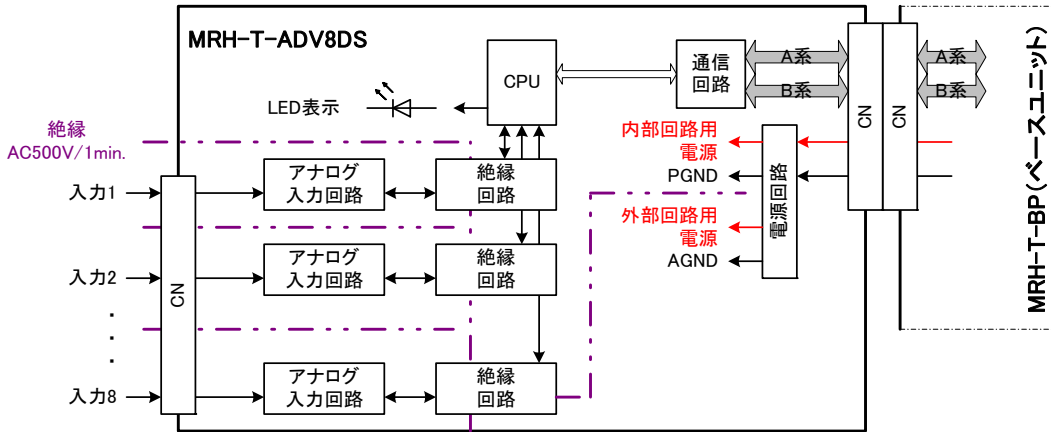 MRH-T-ADV8DS
CPU
通信
回路
A系
B系
CN
CN
A系
B系
MRH-T-BP(ベースユニット)
LED表示
絶縁
AC500V/1min.
内部回路用
電源
PGND
外部回路用
電源
AGND
電源回路
入力1
アナログ
入力回路
絶縁
回路
入力2
CN
アナログ
入力回路
絶縁
回路
・
・
・
入力8
アナログ
入力回路
絶縁
回路